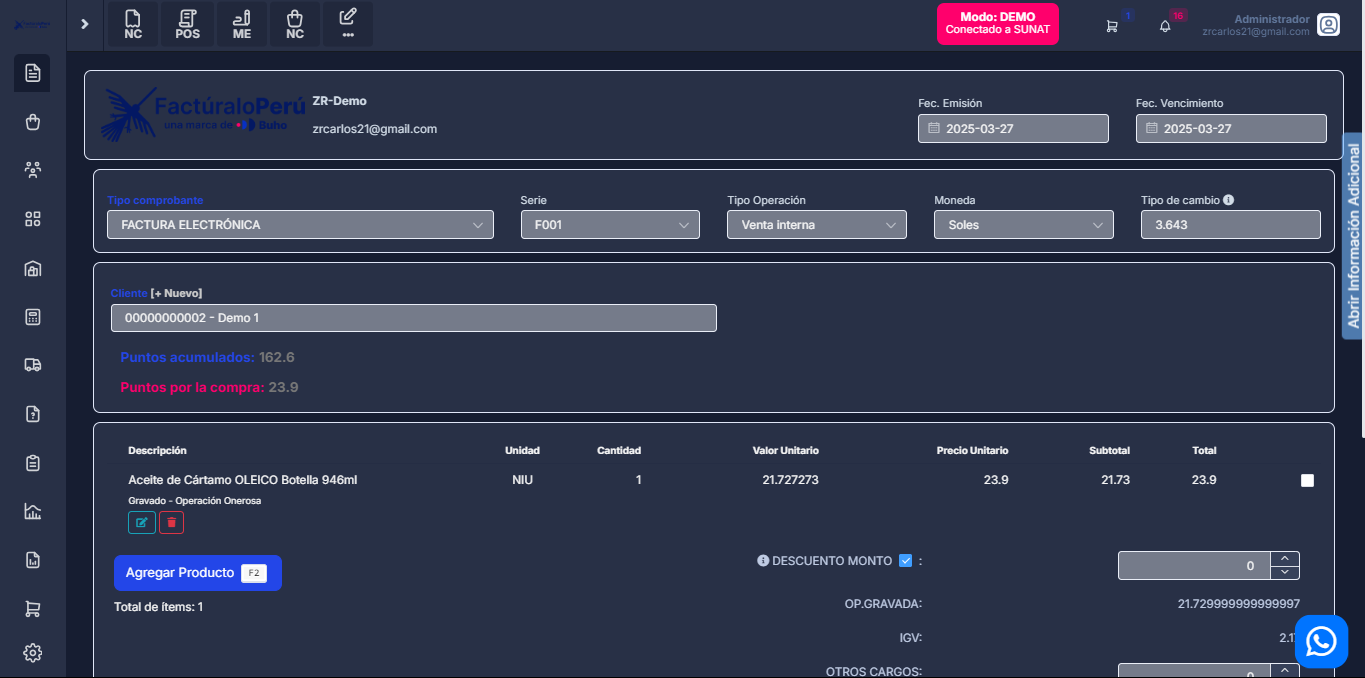 NC
POS
ME
NC
...
Modo: DEMO
Conectado a SUNAT
1
16
Administrador
zrcarlos21@gmail.com
FactúraloPerú
una marca de Buho
ZR-Demo
zrcarlos21@gmail.com
Fec. Emisión
2025-03-27
Fec. Vencimiento
2025-03-27
Abrir Información Adicional
Tipo comprobante
FACTURA ELECTRÓNICA
Serie
F001
Tipo Operación
Venta interna
Moneda
Soles
Tipo de cambio
3.643
Cliente [+ Nuevo]
00000000002 - Demo 1
Puntos acumulados: 162.6
Puntos por la compra: 23.9
Descripción Unidad Cantidad Valor Unitario Precio Unitario Subtotal Total
Aceite de Cártamo OLEICO Botella 946ml NIU 1 21.727273 23.9 21.73 23.9
Gravado - Operación Onerosa
Agregar Producto F2
Total de ítems: 1
DESCUENTO MONTO : 0
OP.GRAVADA: 21.729999999999997
IGV: 2.1
OTROS CARGOS: 0